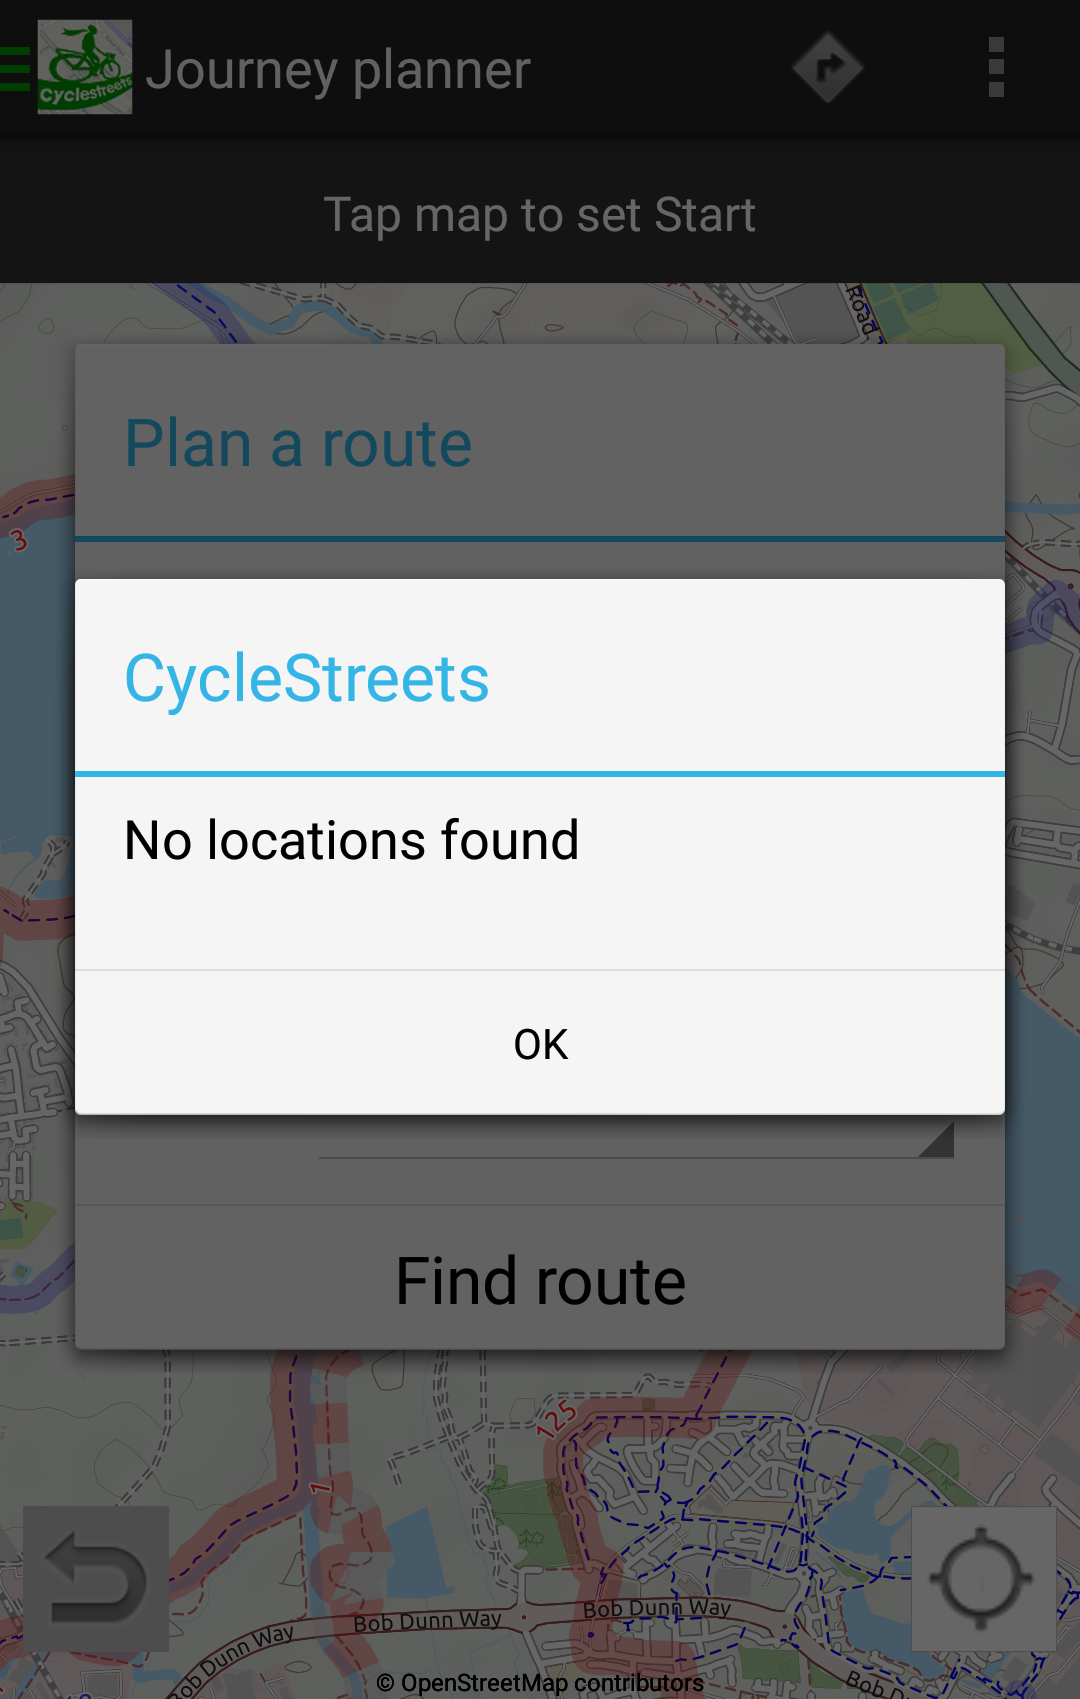 Cyclestreets
Journey planner
Tap map to set Start
Road
Plan a route
3
CycleStreets
No locations found
OK
Find route
125
1
Bob Dunn Way
Bob Dunn Way
Bob Dunn Way
Bob D
© OpenStreetMap contributors